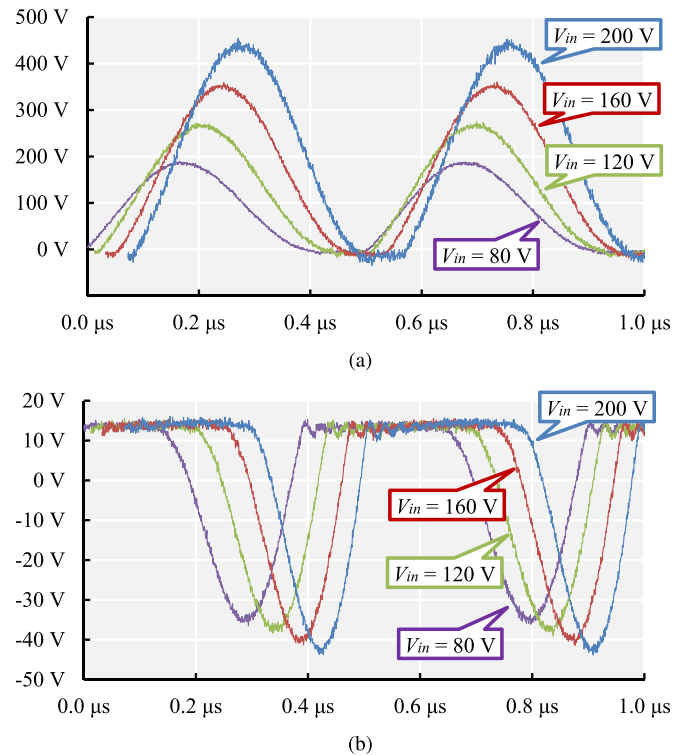 500 V
400 V
300 V
200 V
100 V
0 V
Vin = 200 V
Vin = 160 V
Vin = 120 V
Vin = 80 V
0.0 μs 0.2 μs 0.4 μs 0.6 μs 0.8 μs 1.0 μs
(a)
20 V
10 V
0 V
-10 V
-20 V
-30 V
-40 V
-50 V
Vin = 200 V
Vin = 160 V
Vin = 120 V
Vin = 80 V
0.0 μs 0.2 μs 0.4 μs 0.6 μs 0.8 μs 1.0 μs
(b)